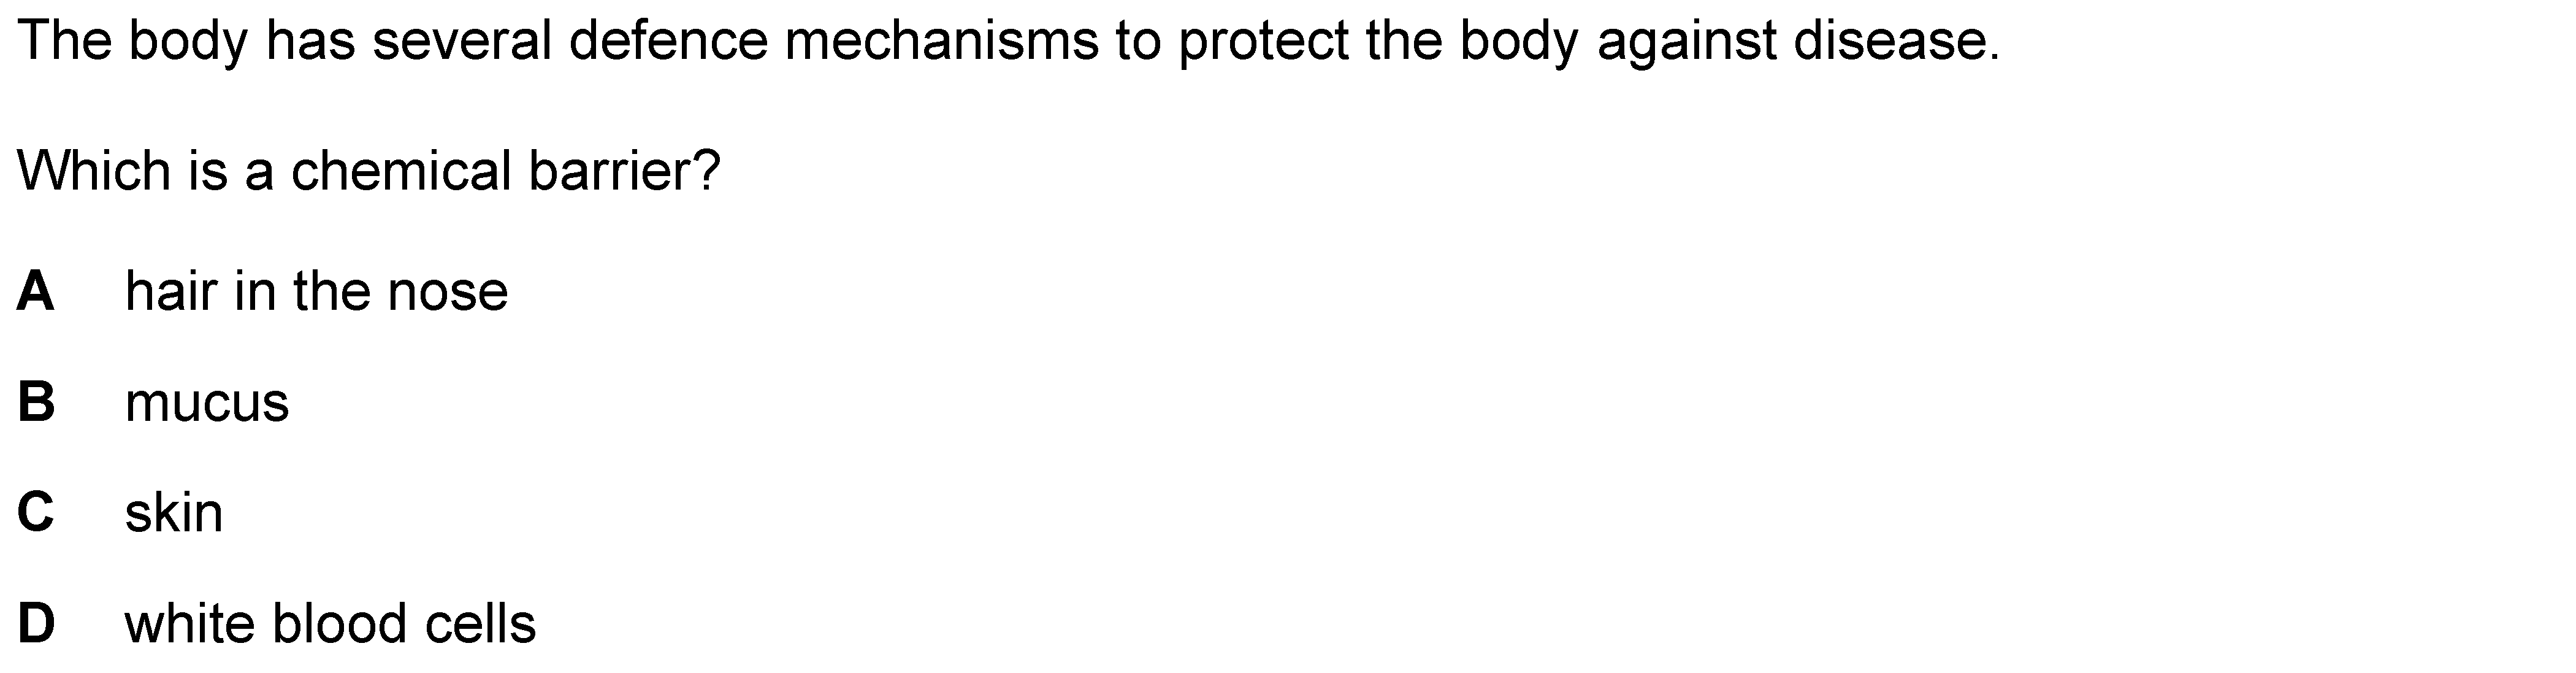 The body has several defence mechanisms to protect the body against disease.
Which is a chemical barrier?
A hair in the nose
B mucus
C skin
D white blood cells